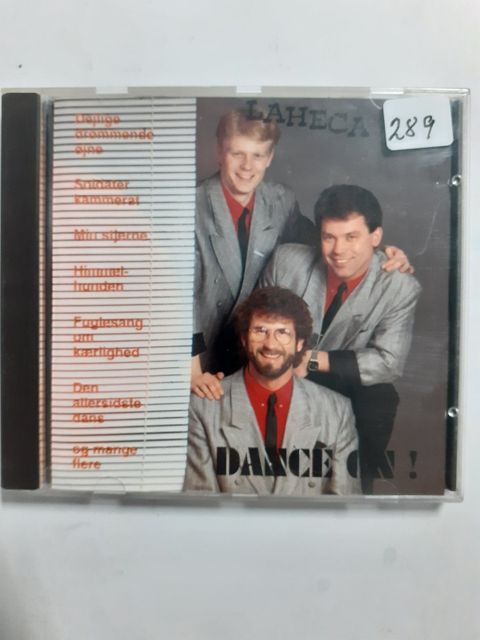 LAHECA
289
Dejlige
drømmende
øjne
Soldater
kammerat
Min stjerne
Himmel-
hunden
Fuglesang
om
kærlighed
Den
allersidste
dans
og mange
flere
DANCE ON !